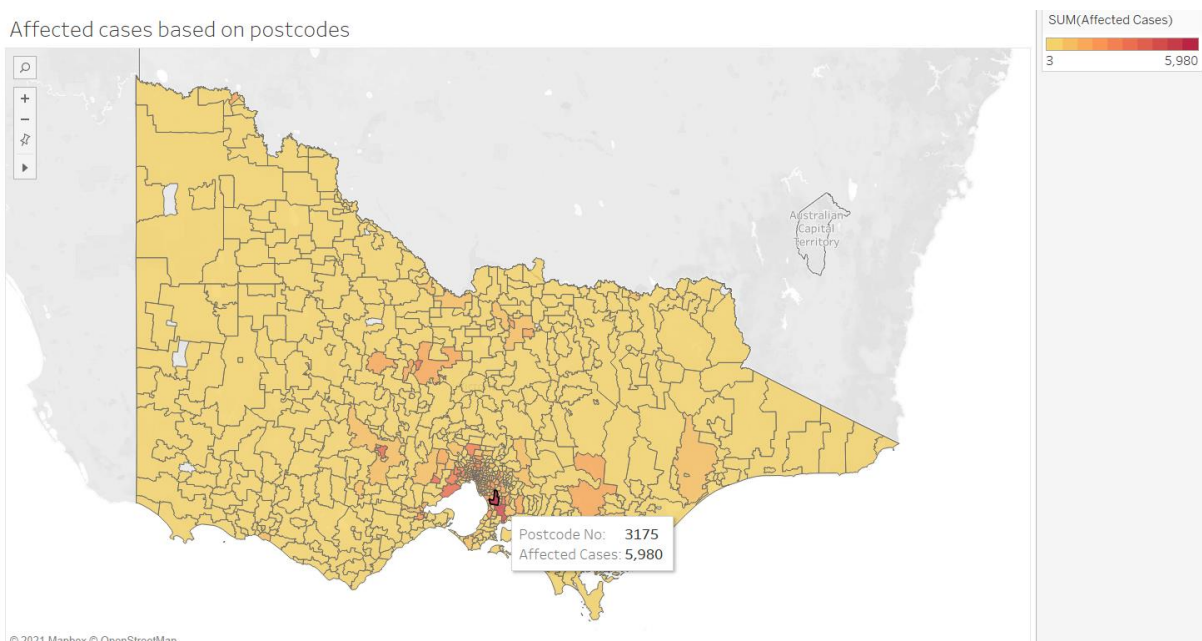 Affected cases based on postcodes
SUM(Affected Cases)
3 5,980
Australian
Capital
Territory
Postcode No: 3175
Affected Cases: 5,980
© 2021 Mapbox © OpenStreetMap